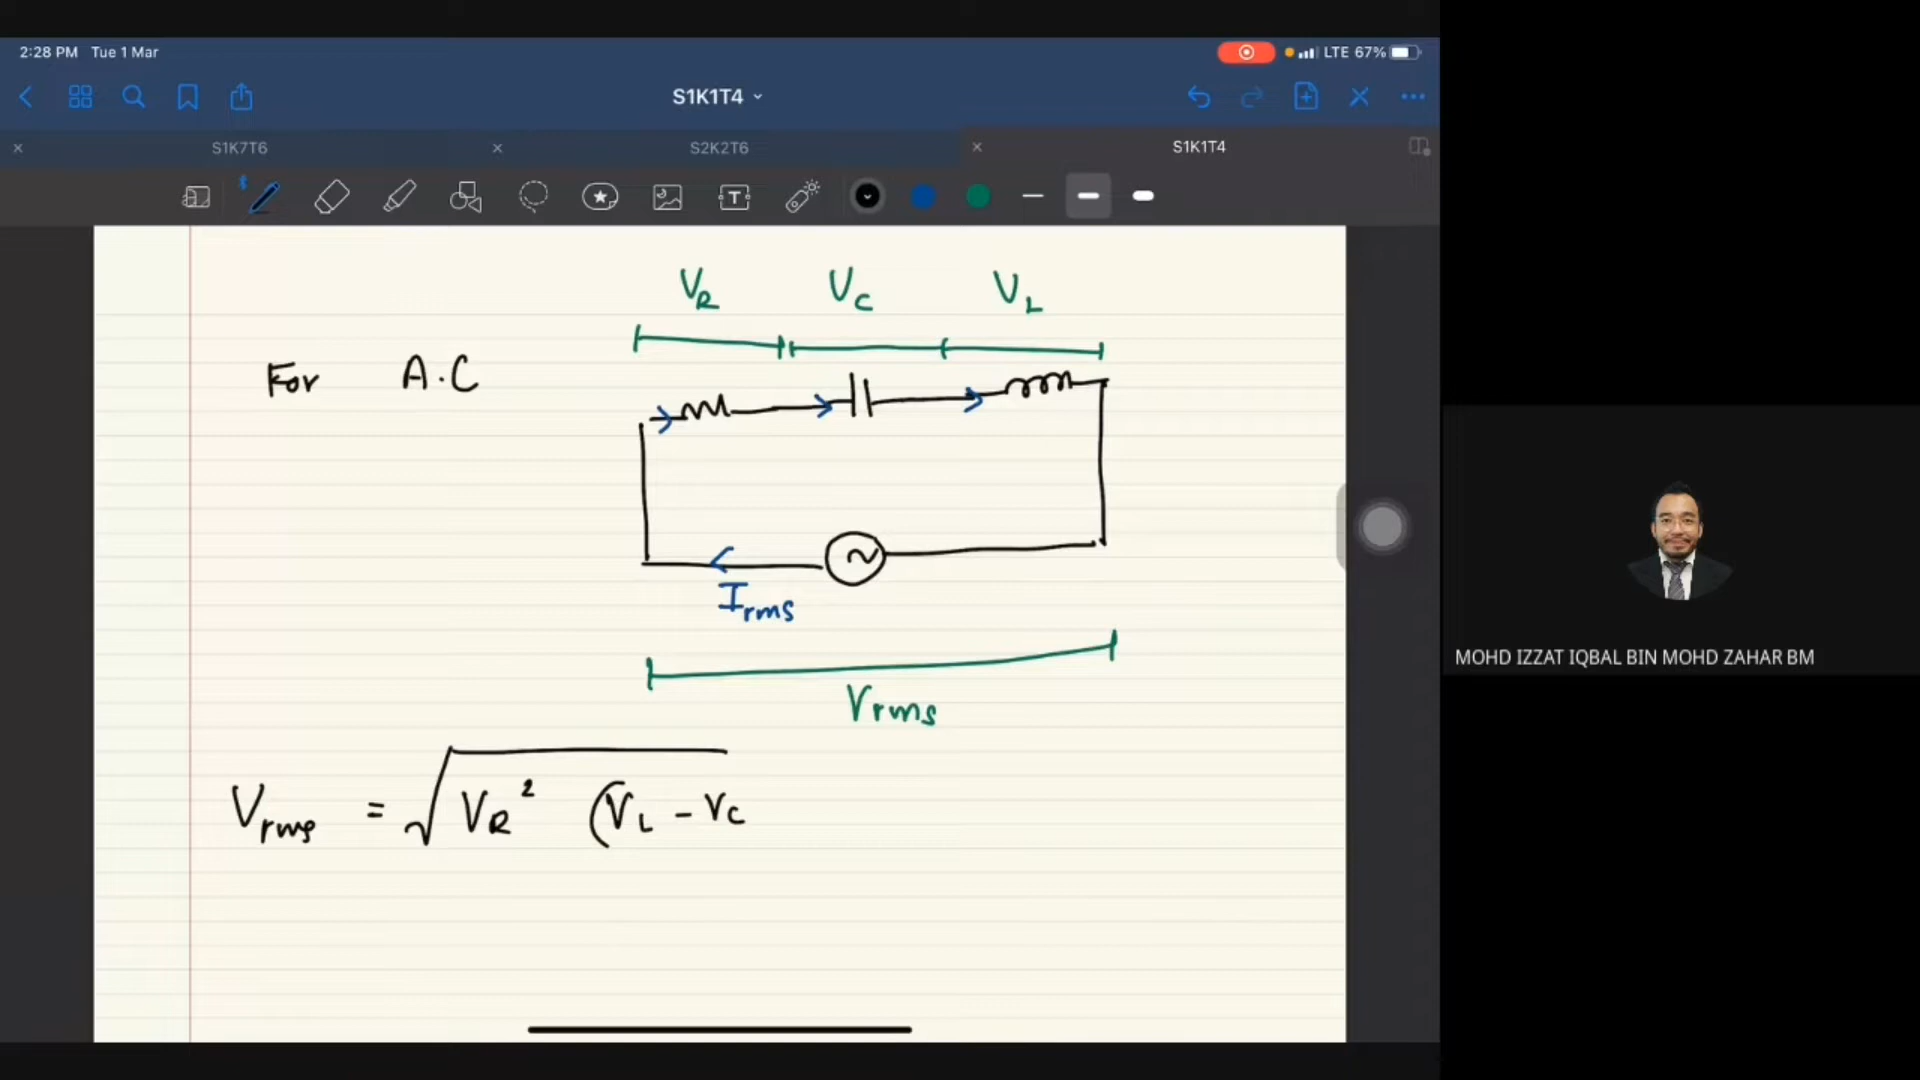 2:28 PM Tue 1 Mar
LTE 67%
S1K1T4
S1K7T6
S2K2T6
S1K1T4
T
VR VC VL
For A.C
Irms
Vrms
Vrms = √VR² (VL - VC
MOHD IZZAT IQBAL BIN MOHD ZAHAR BM